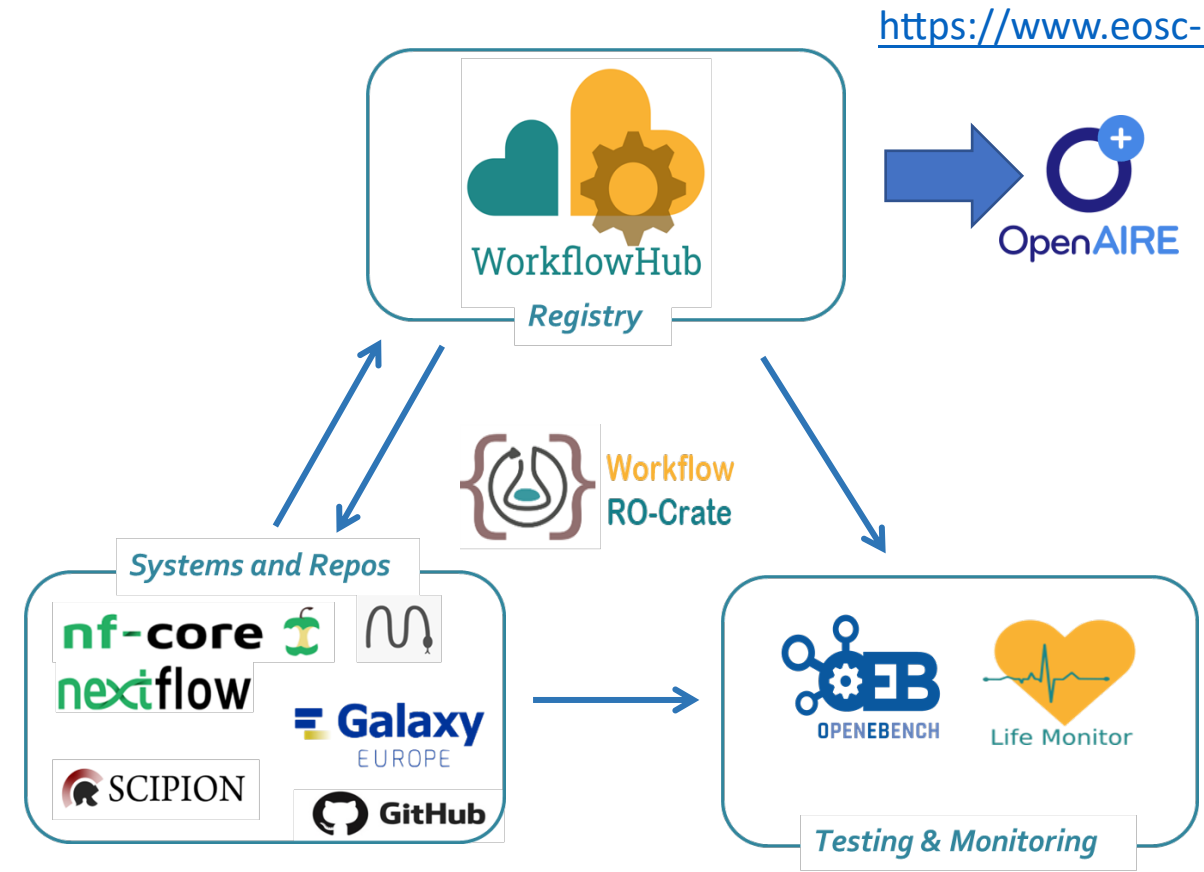 https://www.eosc-
WorkflowHub
Registry
OpenAIRE
Workflow
RO-Crate
Systems and Repos
nf-core
nextflow
Galaxy
EUROPE
SCIPION
GitHub
OEB
OPENEBENCH
Life Monitor
Testing & Monitoring